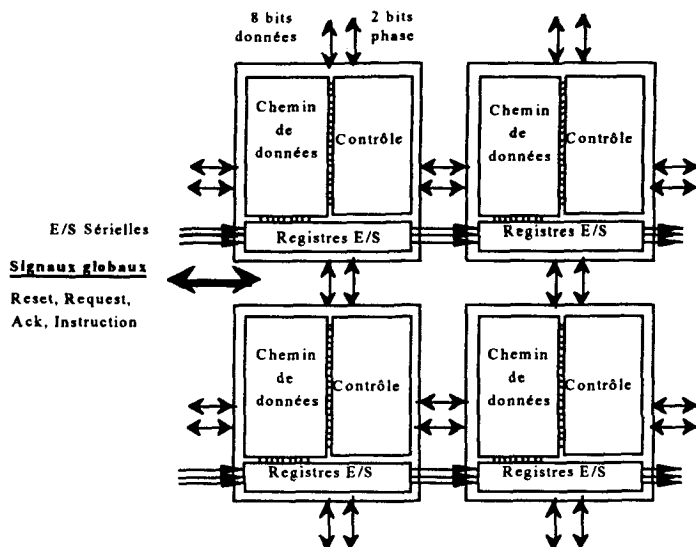 8 bits
données
2 bits
phase
Chemin
de
données
Contrôle
Registres E/S
Chemin
de
données
Contrôle
Registres E/S
E/S Sérielles
Signaux globaux
Reset, Request,
Ack, Instruction
Chemin
de
données
Contrôle
Registres E/S
Chemin
de
données
Contrôle
Registres E/S